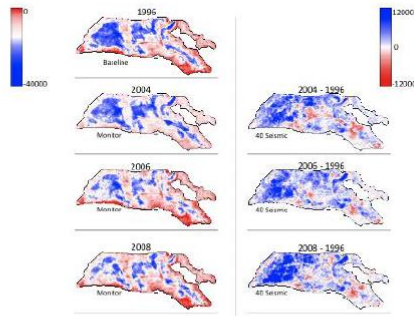 0
-40000
1996
Baseline
12000
0
-12000
2004
Monitor
2004 - 1996
4D Seismic
2006
Monitor
2006 - 1996
4D Seismic
2008
Monitor
2008 - 1996
4D Seismic